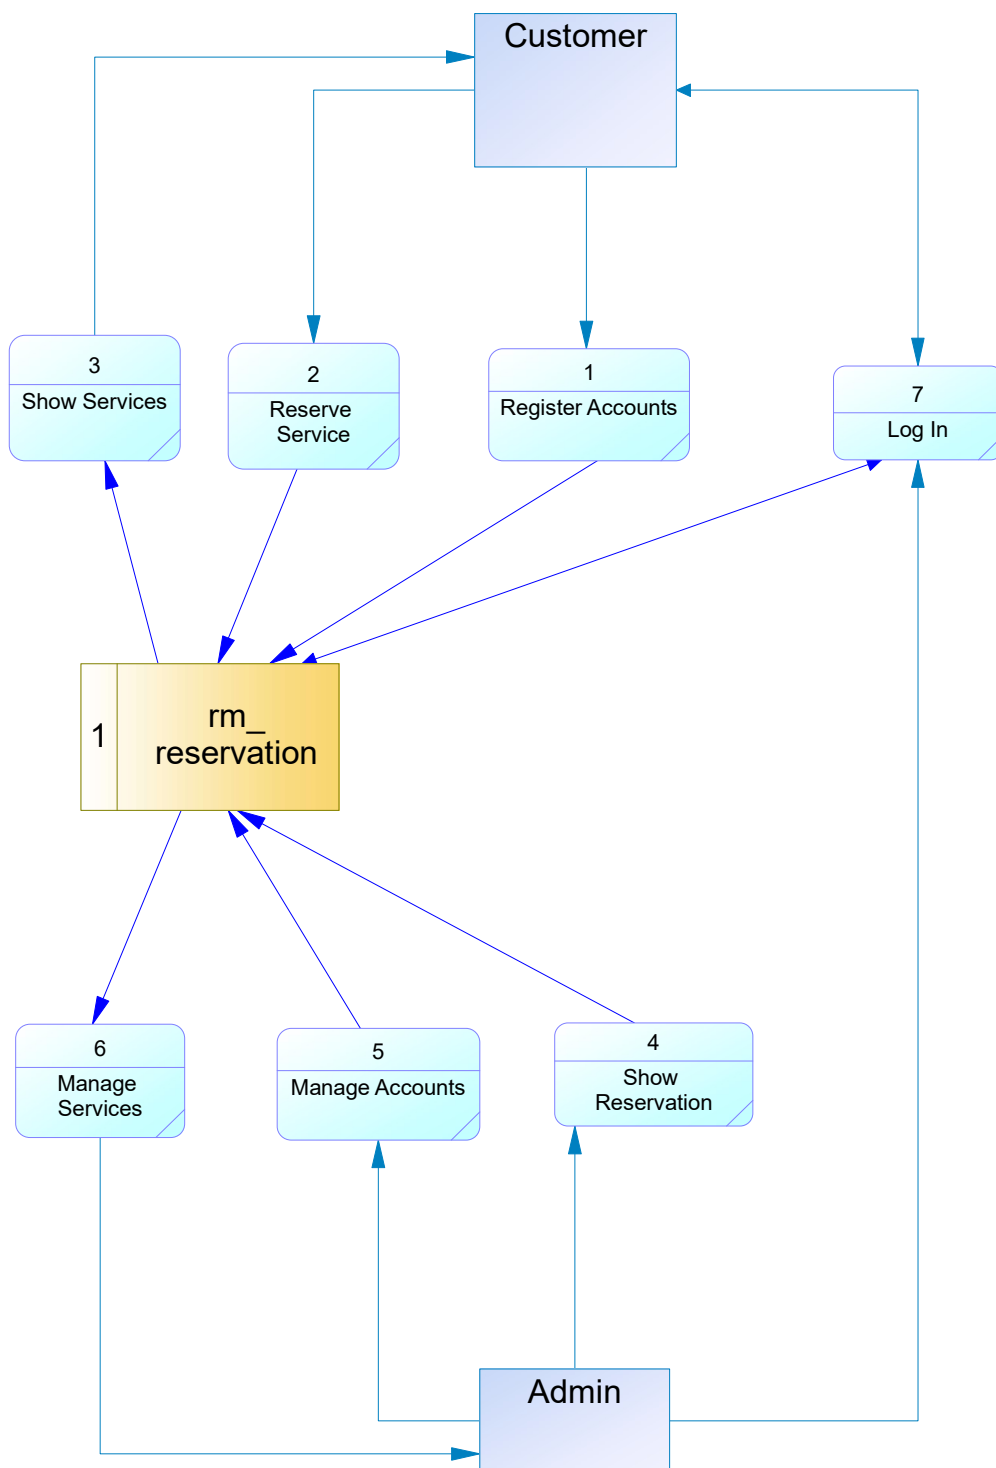 Customer
3
Show Services
2
Reserve
Service
1
Register Accounts
7
Log In
1
rm_
reservation
6
Manage
Services
5
Manage Accounts
4
Show
Reservation
Admin